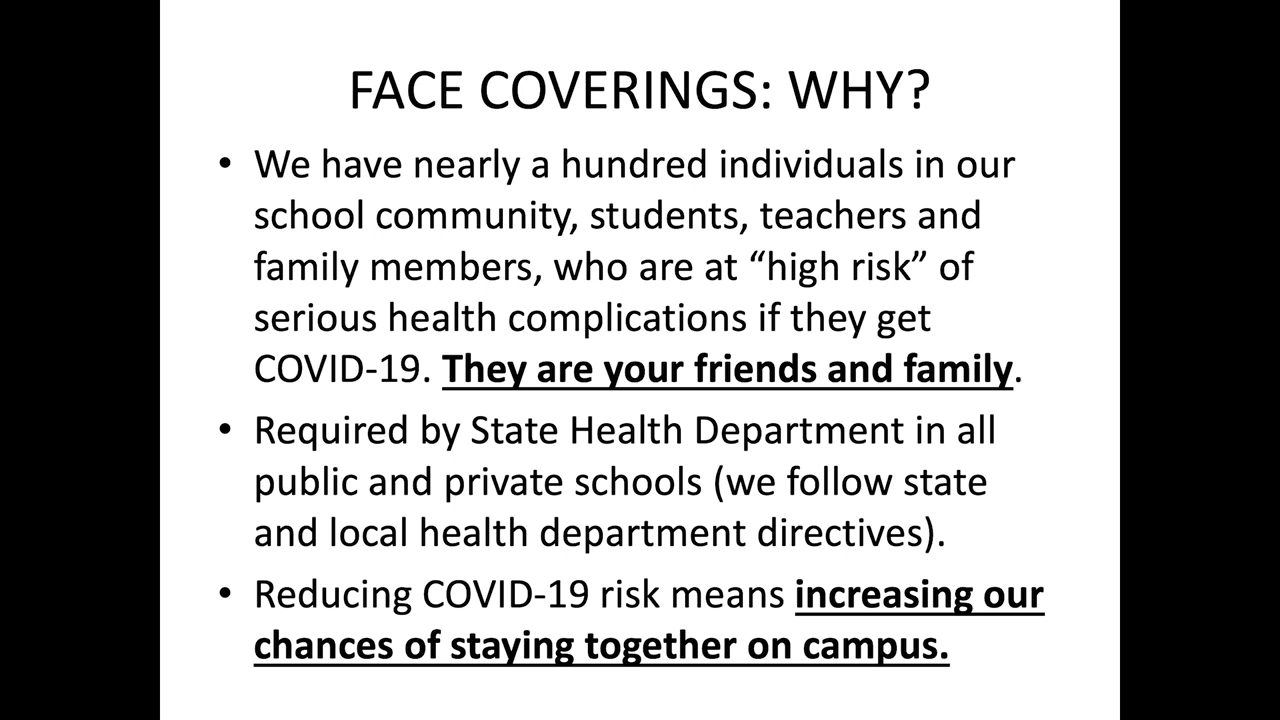 FACE COVERINGS: WHY?
• We have nearly a hundred individuals in our
school community, students, teachers and
family members, who are at “high risk” of
serious health complications if they get
COVID-19. They are your friends and family.
• Required by State Health Department in all
public and private schools (we follow state
and local health department directives).
• Reducing COVID-19 risk means increasing our
chances of staying together on campus.